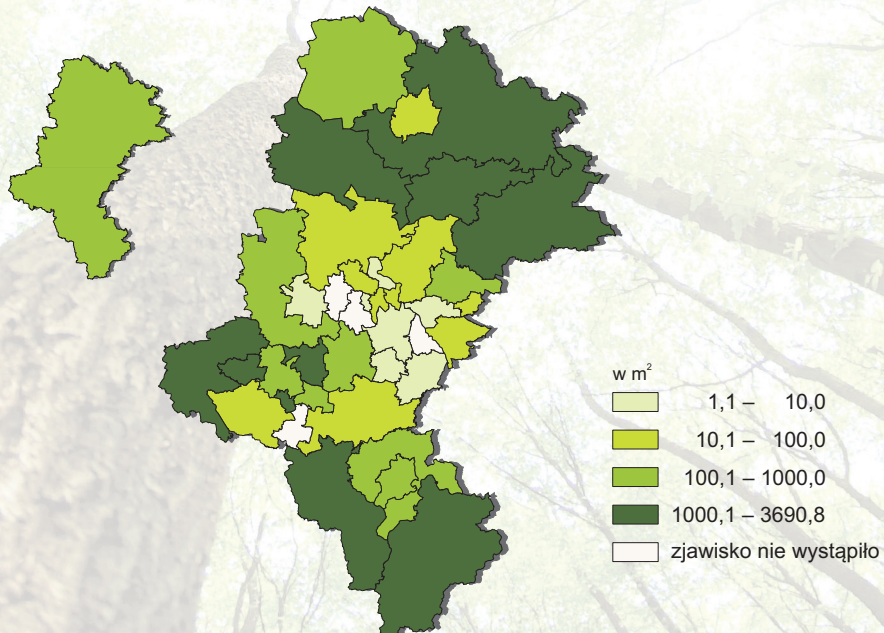 w m²
1,1 – 10,0
10,1 – 100,0
100,1 – 1000,0
1000,1 – 3690,8
zjawisko nie wystąpiło